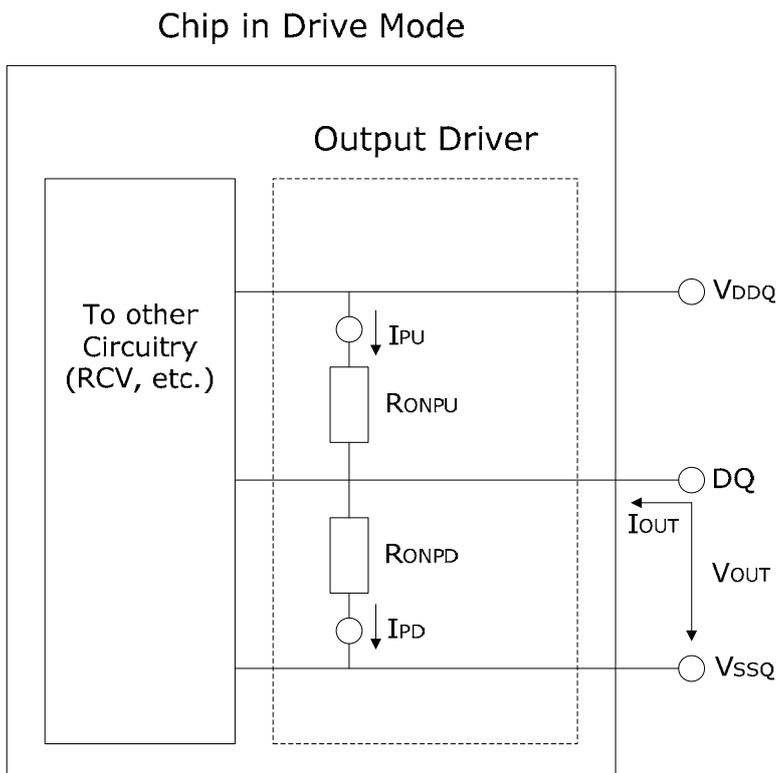 Chip in Drive Mode
Output Driver
To other
Circuitry
(RCV, etc.)
VDDQ
IPU
RONPU
DQ
IOUT
RONPD
VOUT
IPD
VSSQ